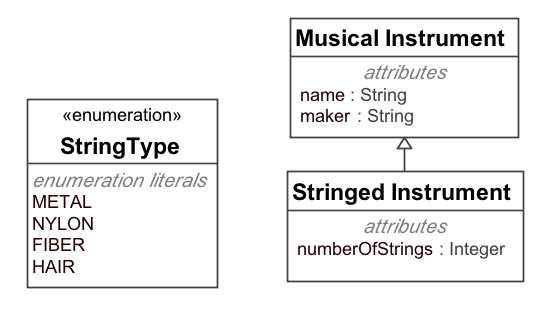 «enumeration»
StringType
enumeration literals
METAL
NYLON
FIBER
HAIR
Musical Instrument
attributes
name : String
maker : String
Stringed Instrument
attributes
numberOfStrings : Integer